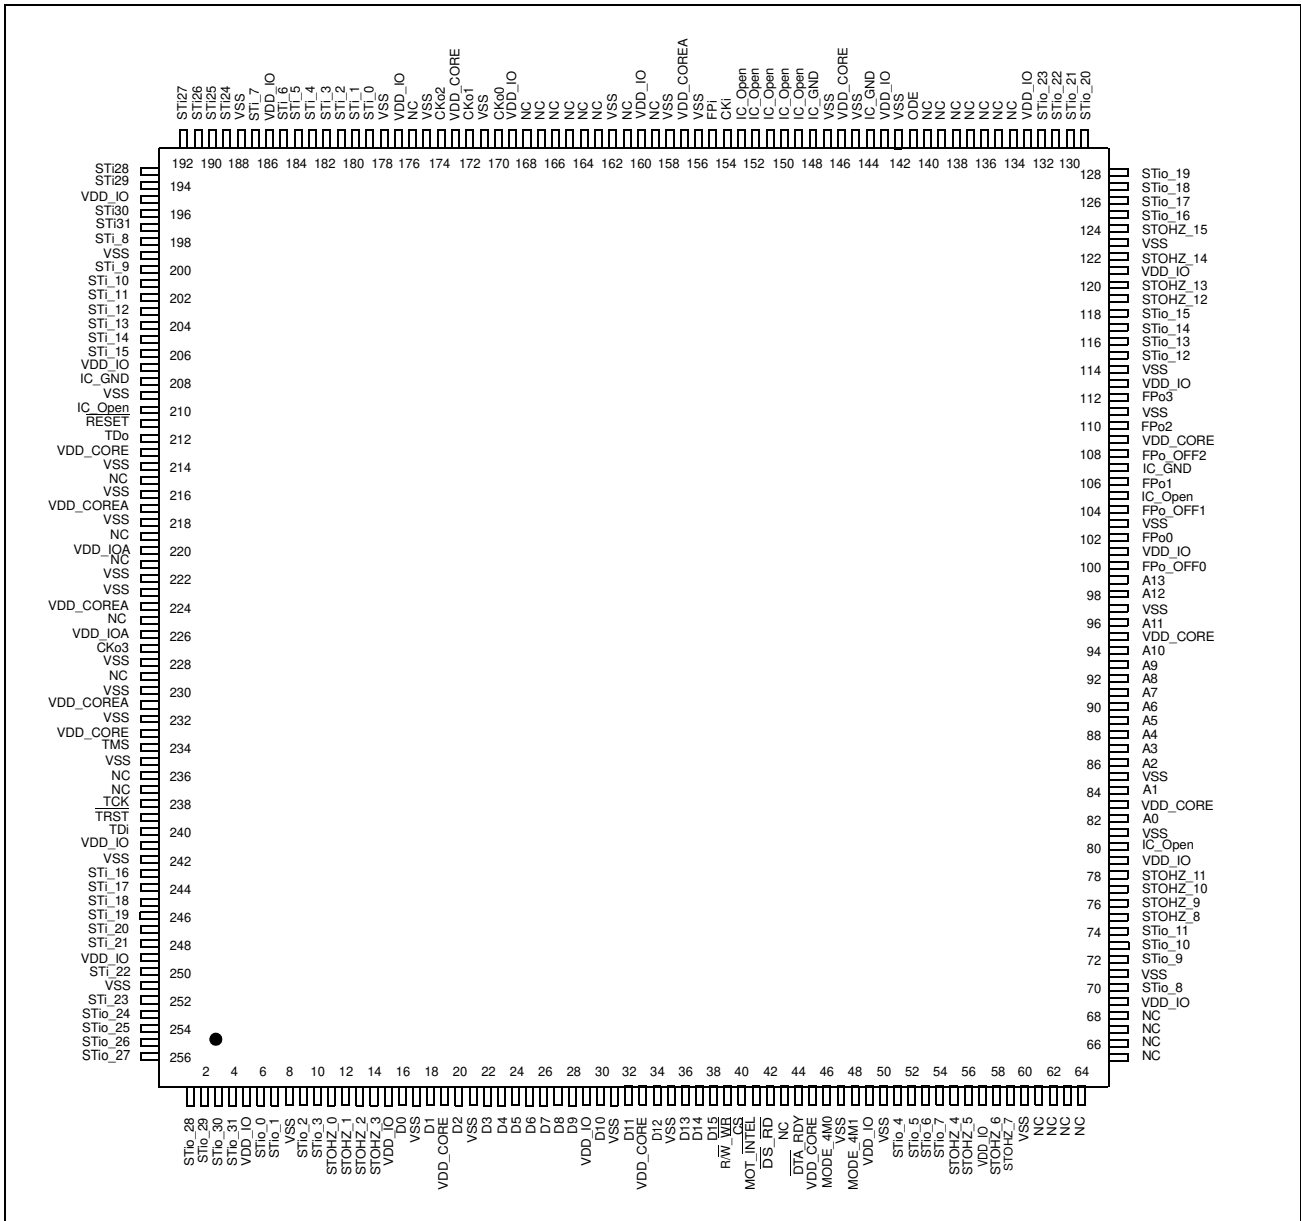 STi27
STi26
STi25
STi24
VSS
STi_7
VDD_IO
STi_6
STi_5
STi_4
STi_3
STi_2
STi_1
STi_0
VSS
VDD_IO
NC
VSS
CKo2
VDD_CORE
CKo1
VSS
CKo0
VDD_IO
NC
NC
NC
NC
NC
NC
VSS
NC
VDD_IO
NC
VSS
VDD_COREA
VSS
FPi
CKi
IC_Open
IC_Open
IC_Open
IC_Open
IC_Open
IC_GND
VSS
VDD_CORE
VSS
IC_GND
VDD_IO
VSS
ODE
NC
NC
NC
NC
NC
NC
NC
VDD_IO
STio_23
STio_22
STio_21
STio_20
192 190 188 186 184 182 180 178 176 174 172 170 168 166 164 162 160 158 156 154 152 150 148 146 144 142 140 138 136 134 132 130
STi28
STi29
VDD_IO
STi30
STi31
STi_8
VSS
STi_9
STi_10
STi_11
STi_12
STi_13
STi_14
STi_15
VDD_IO
IC_GND
VSS
IC_Open
RESET
TDo
VDD_CORE
VSS
NC
VSS
VDD_COREA
VSS
NC
VDD_IOA
NC
VSS
VSS
VDD_COREA
NC
VDD_IOA
CKo3
VSS
NC
VSS
VDD_COREA
VSS
VDD_CORE
TMS
VSS
NC
NC
TCK
TRST
TDi
VDD_IO
VSS
STi_16
STi_17
STi_18
STi_19
STi_20
STi_21
VDD_IO
STi_22
VSS
STi_23
STio_24
STio_25
STio_26
STio_27
194
196
198
200
202
204
206
208
210
212
214
216
218
220
222
224
226
228
230
232
234
236
238
240
242
244
246
248
250
252
254
256
128
126
124
122
120
118
116
114
112
110
108
106
104
102
100
98
96
94
92
90
88
86
84
82
80
78
76
74
72
70
68
66
STio_19
STio_18
STio_17
STio_16
STOHZ_15
VSS
STOHZ_14
VDD_IO
STOHZ_13
STOHZ_12
STio_15
STio_14
STio_13
STio_12
VSS
VDD_IO
FPo3
VSS
FPo2
VDD_CORE
FPo_OFF2
IC_GND
FPo1
IC_Open
FPo_OFF1
VSS
FPo0
VDD_IO
FPo_OFF0
A13
A12
VSS
A11
VDD_CORE
A10
A9
A8
A7
A6
A5
A4
A3
A2
VSS
A1
VDD_CORE
A0
VSS
IC_Open
VDD_IO
STOHZ_11
STOHZ_10
STOHZ_9
STOHZ_8
STio_11
STio_10
STio_9
VSS
STio_8
VDD_IO
NC
NC
NC
NC
2 4 6 8 10 12 14 16 18 20 22 24 26 28 30 32 34 36 38 40 42 44 46 48 50 52 54 56 58 60 62 64
STio_28
STio_29
STio_30
STio_31
VDD_IO
STio_0
STio_1
VSS
STio_2
STio_3
STOHZ_0
STOHZ_1
STOHZ_2
STOHZ_3
VDD_IO
D0
VSS
D1
VDD_CORE
D2
VSS
D3
D4
D5
D6
D7
D8
D9
VDD_IO
D10
VSS
D11
VDD_CORE
D12
VSS
D13
D14
D15
R/W_WR
CS
MOT_INTEL
DS_RD
NC
DTA_RDY
VDD_CORE
MODE_4M0
VSS
MODE_4M1
VDD_IO
VSS
STio_4
STio_5
STio_6
STio_7
STOHZ_4
STOHZ_5
VDD_IO
STOHZ_6
STOHZ_7
VSS
NC
NC
NC
NC